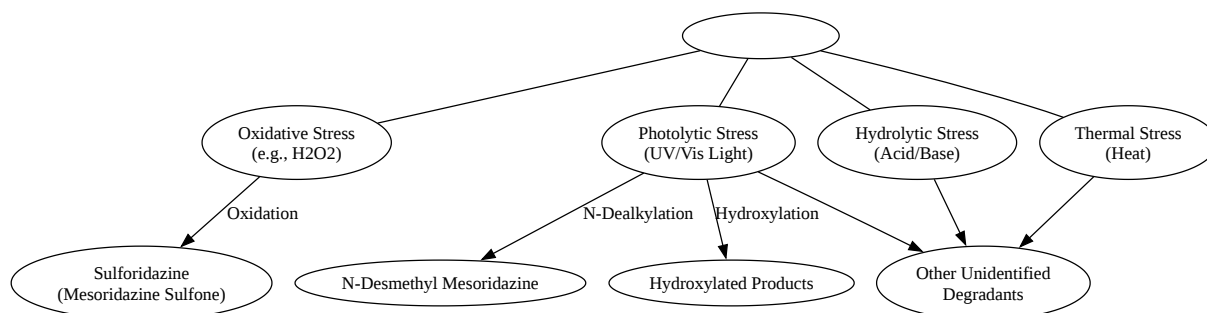 Oxidative Stress
(e.g., H2O2)
Photolytic Stress
(UV/Vis Light)
Hydrolytic Stress
(Acid/Base)
Thermal Stress
(Heat)
Oxidation
N-Dealkylation
Hydroxylation
Sulforidazine
(Mesoridazine Sulfone)
N-Desmethyl Mesoridazine
Hydroxylated Products
Other Unidentified
Degradants